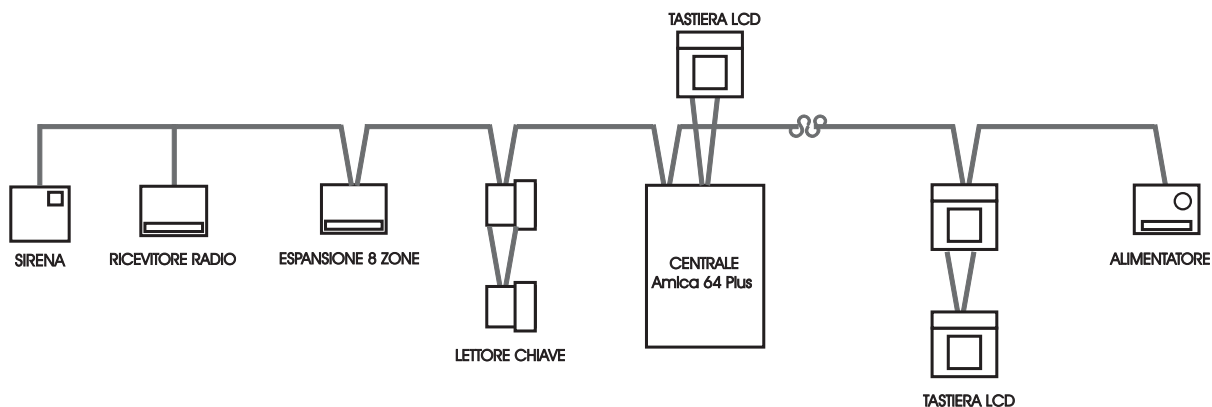 TASTIERA LCD
SIRENA
RICEVITORE RADIO
ESPANSIONE 8 ZONE
LETTORE CHIAVE
CENTRALE
Amica 64 Plus
ALIMENTATORE
TASTIERA LCD